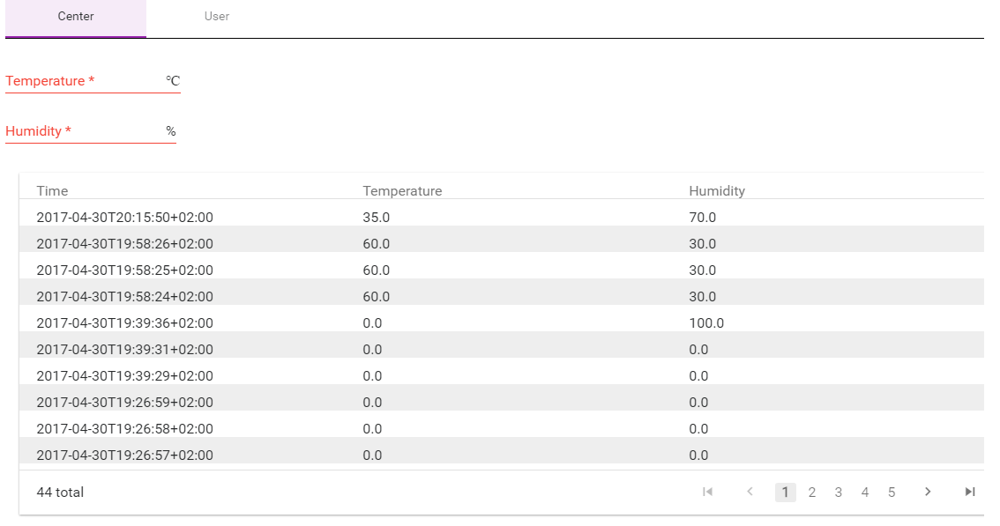 Center User
Temperature * °C
Humidity * %
Time Temperature Humidity
2017-04-30T20:15:50+02:00 35.0 70.0
2017-04-30T19:58:26+02:00 60.0 30.0
2017-04-30T19:58:25+02:00 60.0 30.0
2017-04-30T19:58:24+02:00 60.0 30.0
2017-04-30T19:39:36+02:00 0.0 100.0
2017-04-30T19:39:31+02:00 0.0 0.0
2017-04-30T19:39:29+02:00 0.0 0.0
2017-04-30T19:26:59+02:00 0.0 0.0
2017-04-30T19:26:58+02:00 0.0 0.0
2017-04-30T19:26:57+02:00 0.0 0.0
44 total 1 2 3 4 5